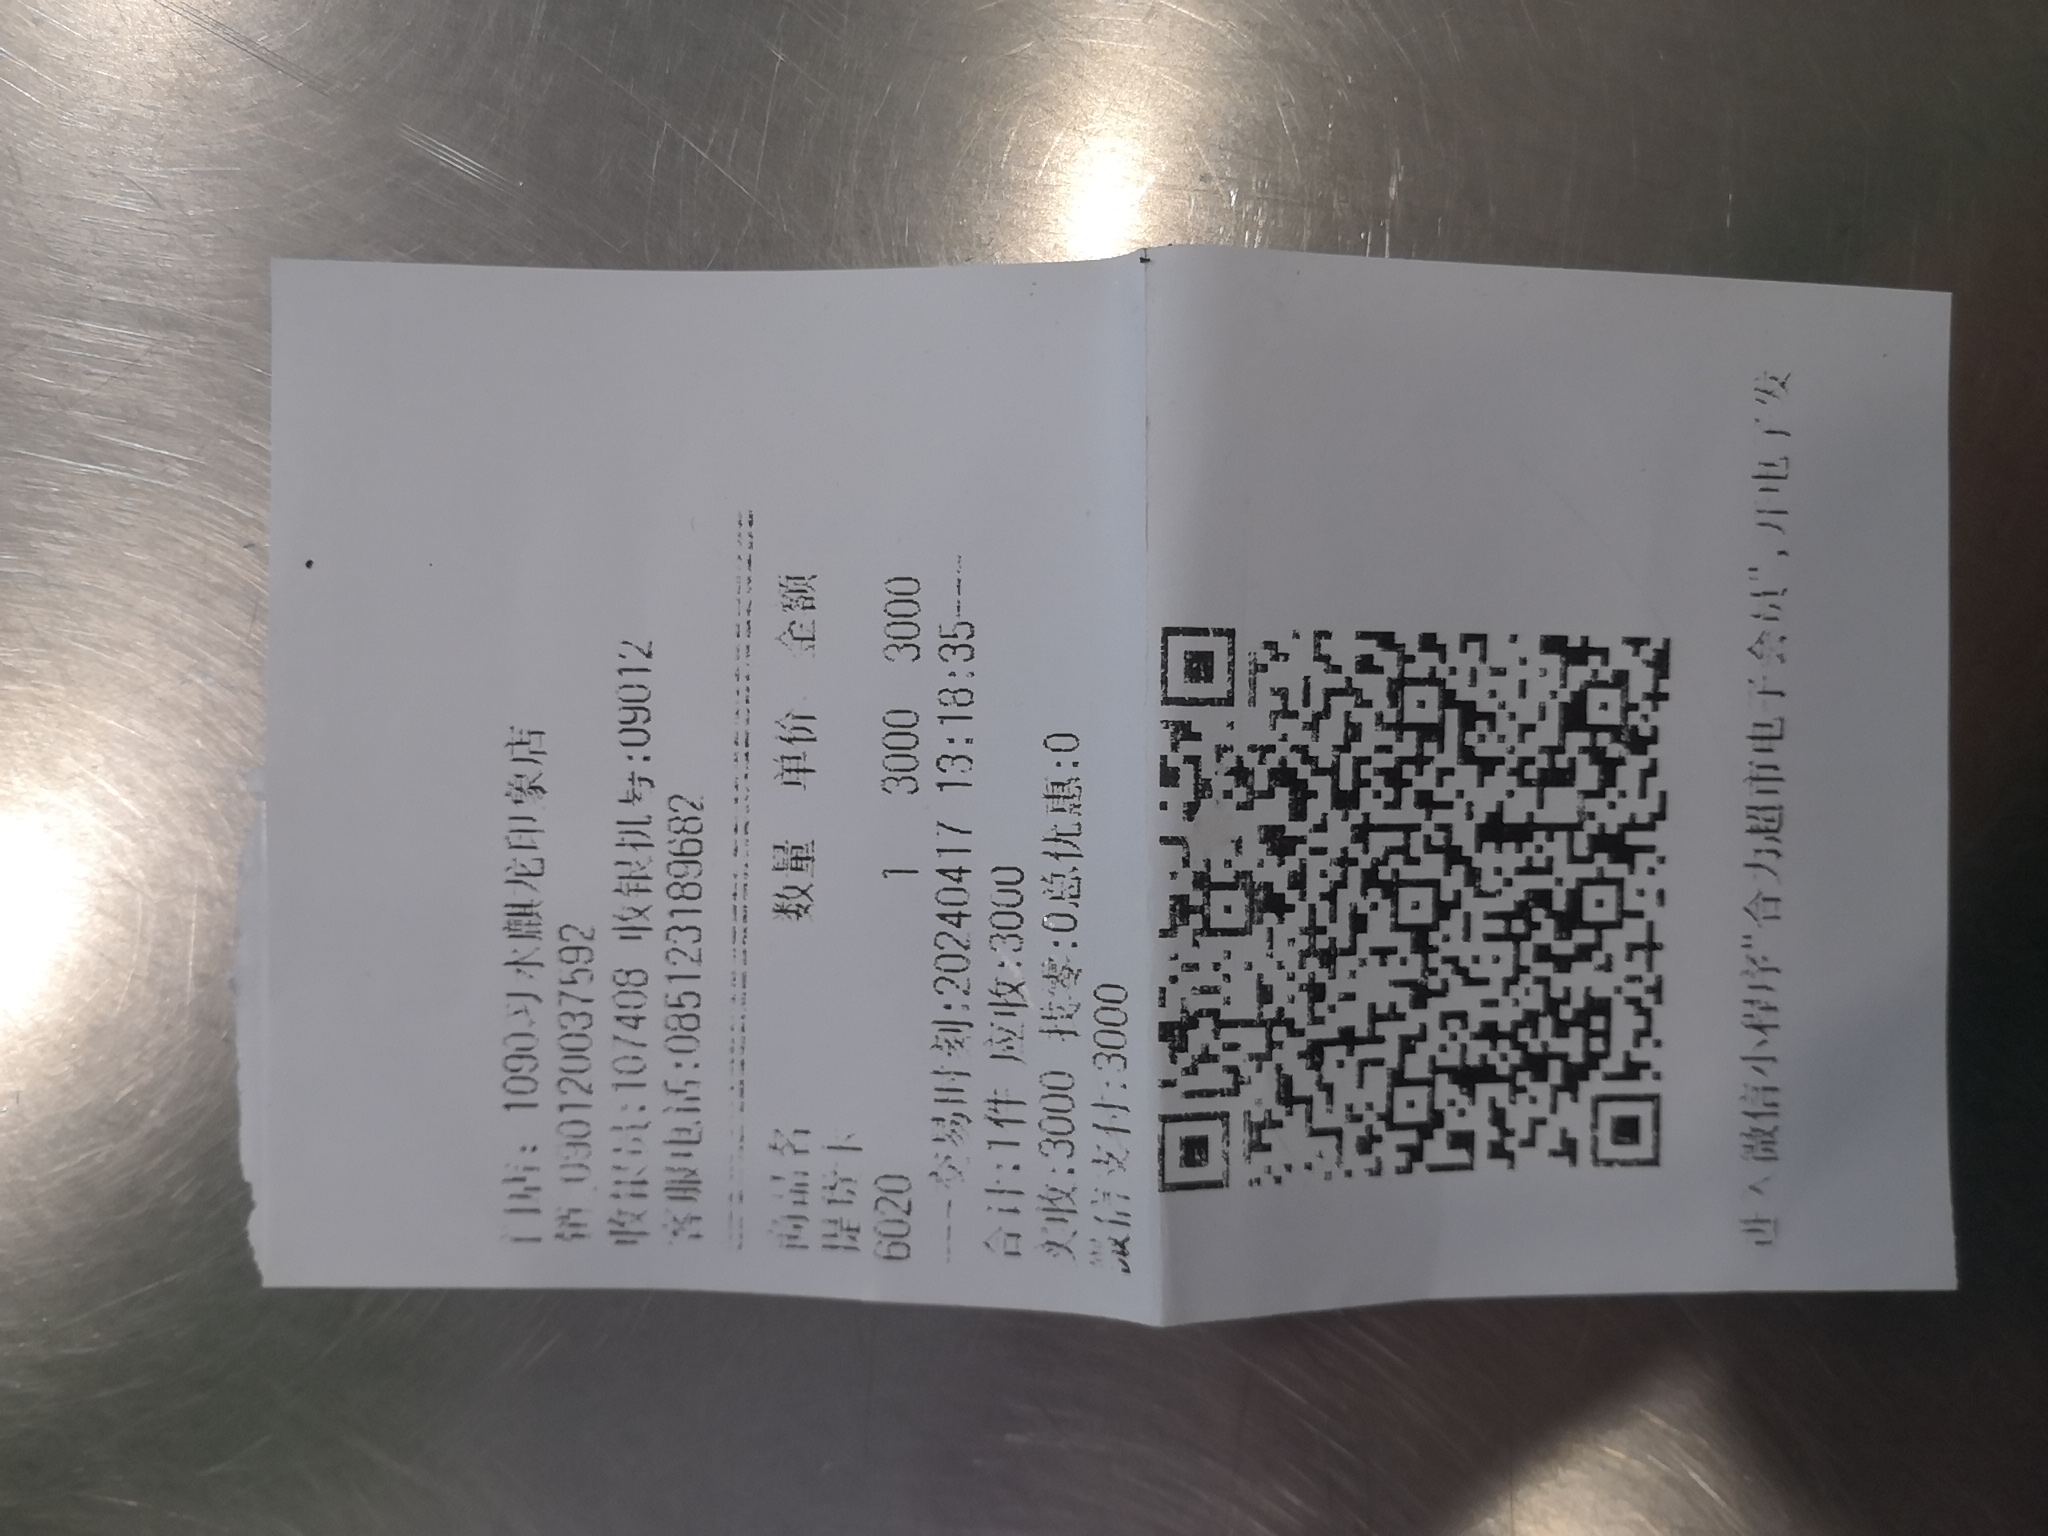 门店: 1090习水麒龙印象店
销 090120037592
收银员:107408 收银机号:09012
客服电话:085123189682
商品名 数量 单价 金额
提货卡
6020 1 3000 3000
---交易时刻:20240417 13:18:35---
合计:1件 应收:3000
实收:3000 找零:0总优惠:0
微信支付:3000
进入微信小程序"合力超市电子会员", 开电子发